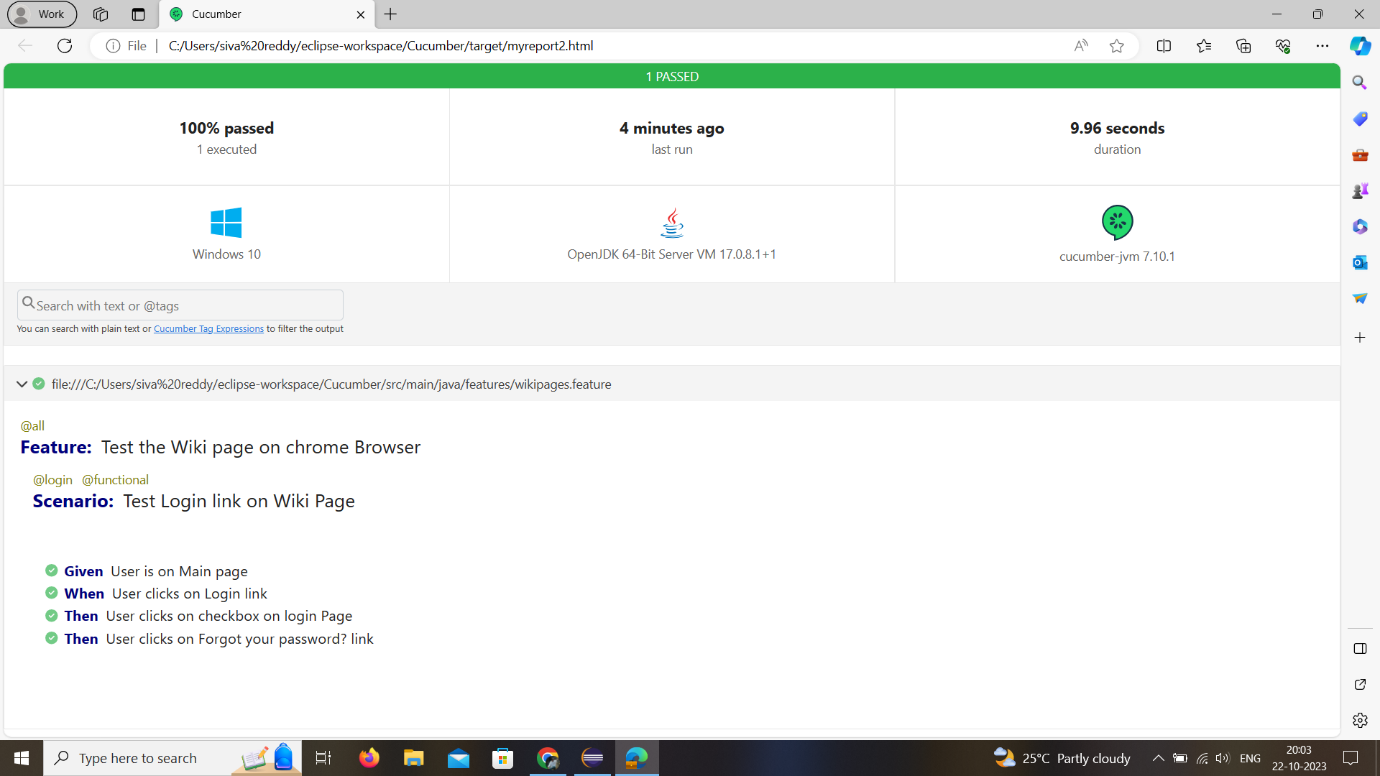 Work
Cucumber
File
C:/Users/siva%20reddy/eclipse-workspace/Cucumber/target/myreport2.html
1 PASSED
100% passed
1 executed
4 minutes ago
last run
9.96 seconds
duration
Windows 10
OpenJDK 64-Bit Server VM 17.0.8.1+1
cucumber-jvm 7.10.1
Search with text or @tags
You can search with plain text or Cucumber Tag Expressions to filter the output
file:///C:/Users/siva%20reddy/eclipse-workspace/Cucumber/src/main/java/features/wikipages.feature
@all
Feature: Test the Wiki page on chrome Browser
@login @functional
Scenario: Test Login link on Wiki Page
Given User is on Main page
When User clicks on Login link
Then User clicks on checkbox on login Page
Then User clicks on Forgot your password? link
Type here to search
25°C Partly cloudy
ENG
20:03
22-10-2023